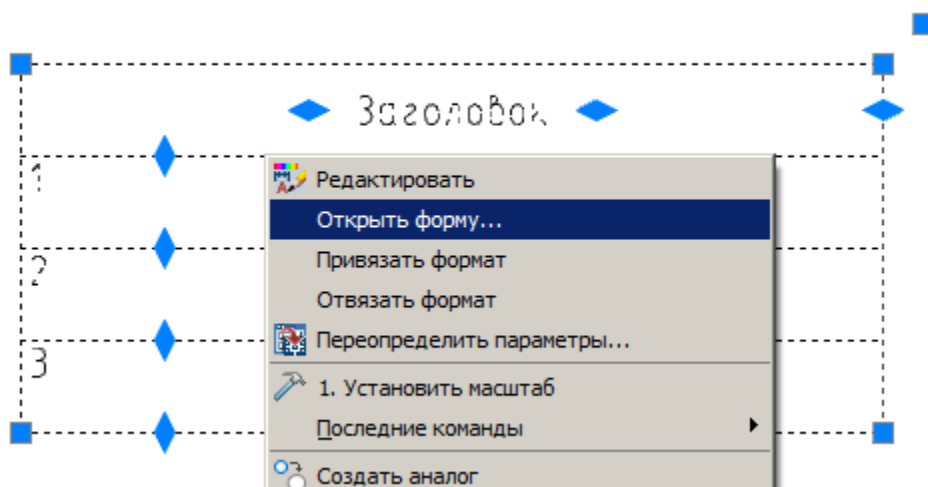 Заголовок
1
Редактировать
Открыть форму...
Привязать формат
2
Отвязать формат
Переопределить параметры...
3
1. Установить масштаб
Последние команды
Создать аналог